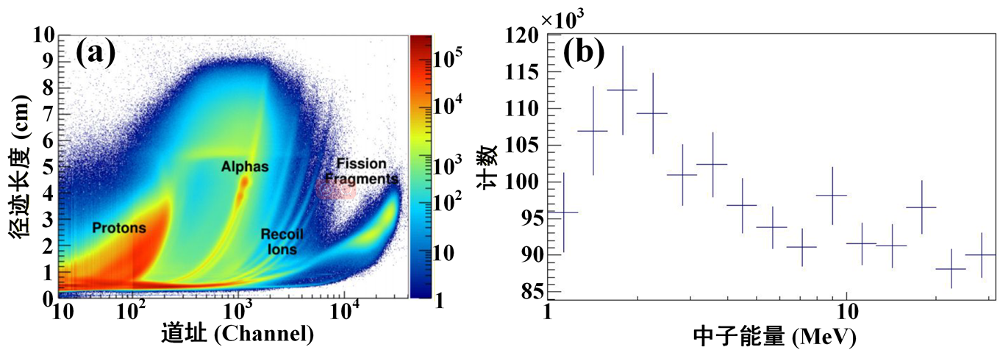 (a)
10
9
8
7
6
5
4
3
2
1
0
径迹长度 (cm)
Protons
Alphas
Recoil
Ions
Fission
Fragments
10
10²
10³
10⁴
道址 (Channel)
10⁵
10⁴
10³
10²
10
1
×10³
(b)
120
115
110
105
100
95
90
85
计数
1
10
中子能量 (MeV)